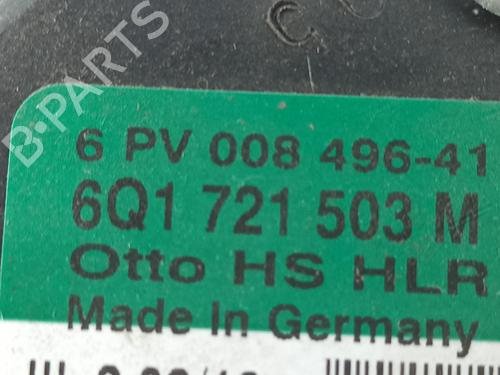 6 PV 008 496-41
6Q1 721 503 M
Otto HS HLR
Made In Germany
B-PARTS